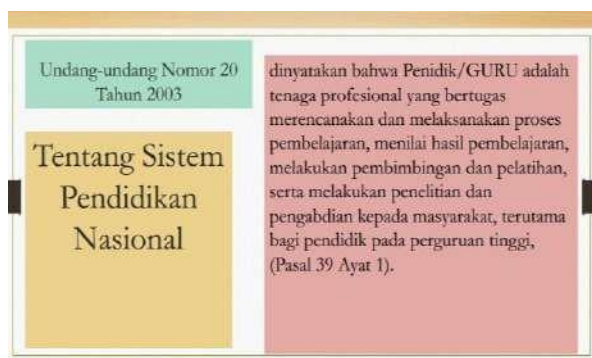 Undang-undang Nomor 20
Tahun 2003
Tentang Sistem
Pendidikan
Nasional
dinyatakan bahwa Penidik/GURU adalah
tenaga profesional yang bertugas
merencanakan dan melaksanakan proses
pembelajaran, menilai hasil pembelajaran,
melakukan pembimbingan dan pelatihan,
serta melakukan penelitian dan
pengabdian kepada masyarakat, terutama
bagi pendidik pada perguruan tinggi,
(Pasal 39 Ayat 1).